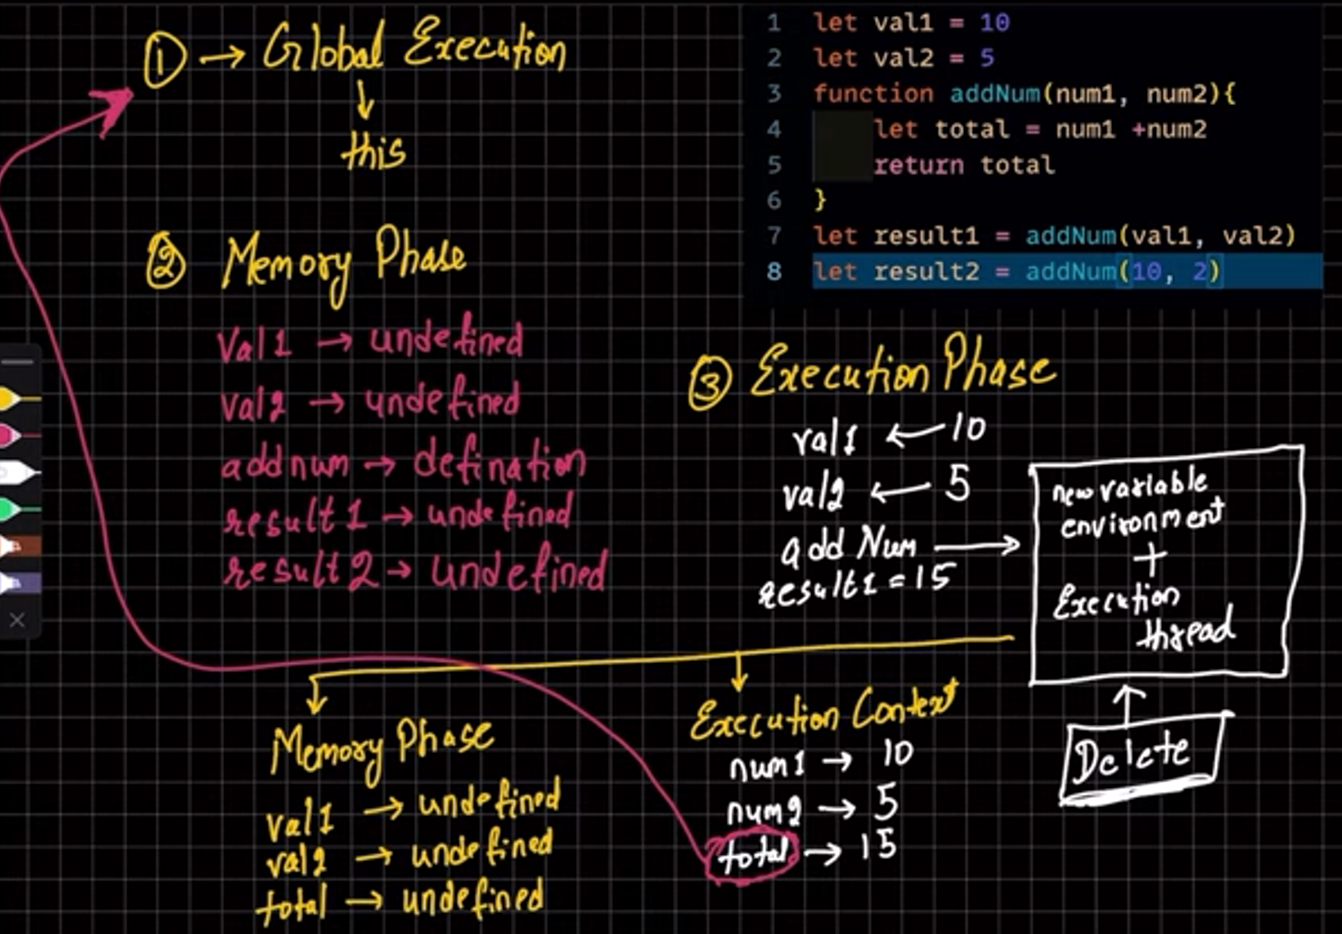 ① → Global Execution
↓
this
1 let val1 = 10
2 let val2 = 5
3 function addNum(num1, num2){
4 let total = num1 +num2
5 return total
6 }
7 let result1 = addNum(val1, val2)
8 let result2 = addNum(10, 2)
② Memory Phase
Val1 → undefined
val2 → undefined
addnum → defination
result1 → undefined
result2 → undefined
③ Execution Phase
val1 ← 10
val2 ← 5
add Num →
result1 = 15
new variable
environment
+
Execution
thread
Delete
Memory Phase
val1 → undefined
val2 → undefined
total → undefined
Execution Context
num1 → 10
num2 → 5
total → 15